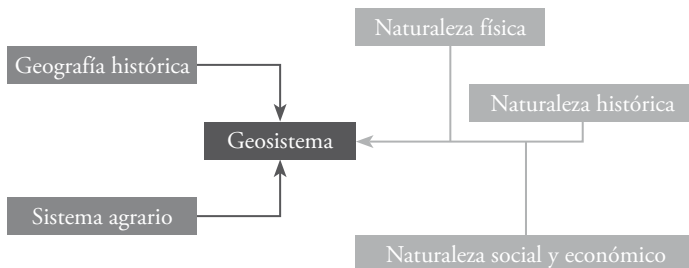 Naturaleza física
Geografía histórica
Naturaleza histórica
Geosistema
Sistema agrario
Naturaleza social y económico